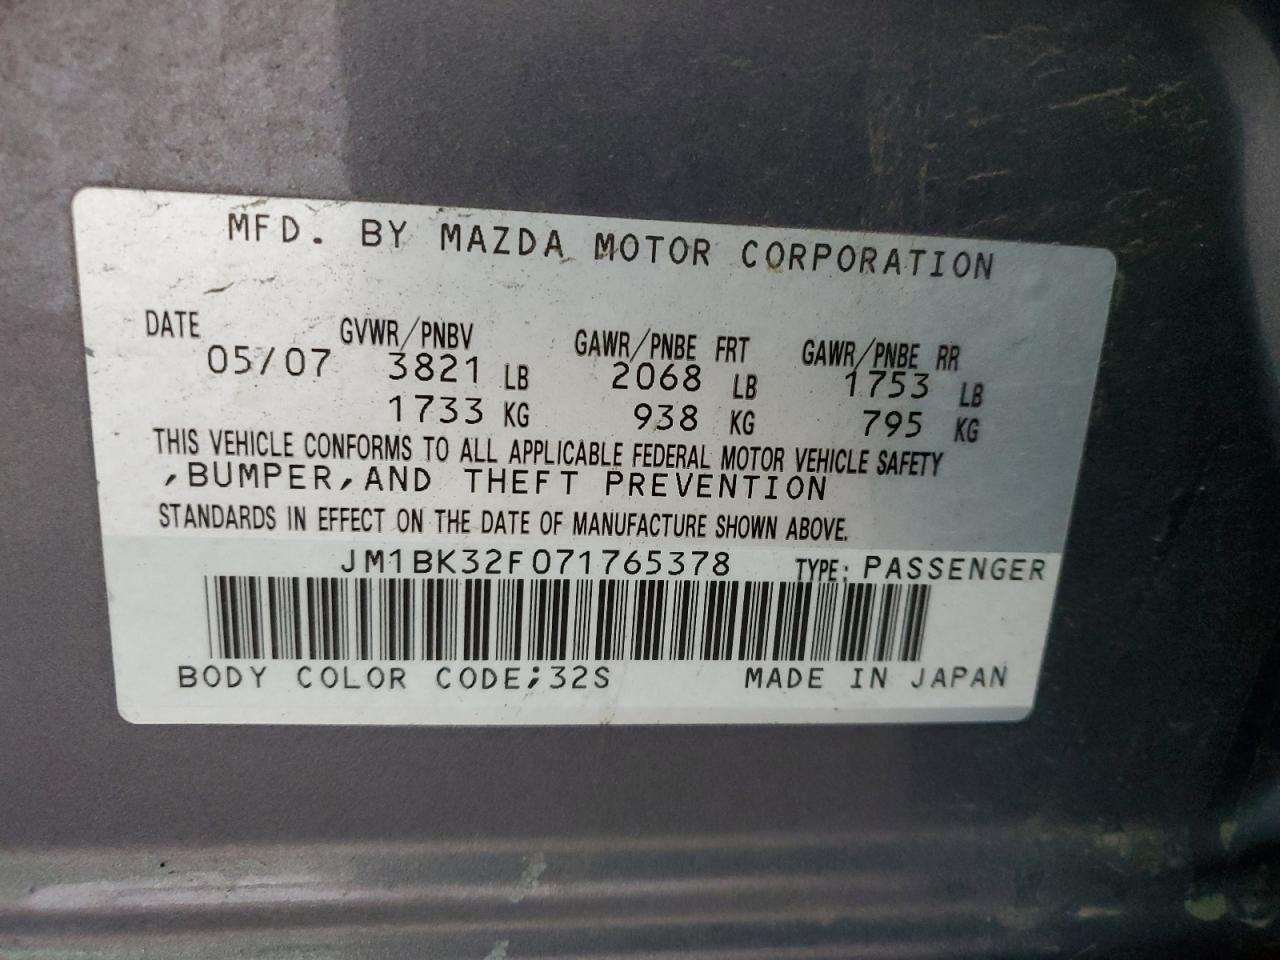 MFD. BY MAZDA MOTOR CORPORATION
DATE GVWR/PNBV GAWR/PNBE FRT GAWR/PNBE RR
05/07 3821 LB 2068 LB 1753 LB
1733 KG 938 KG 795 KG
THIS VEHICLE CONFORMS TO ALL APPLICABLE FEDERAL MOTOR VEHICLE SAFETY
,BUMPER,AND THEFT PREVENTION
STANDARDS IN EFFECT ON THE DATE OF MANUFACTURE SHOWN ABOVE.
JM1BK32F071765378 TYPE: PASSENGER
BODY COLOR CODE;32S MADE IN JAPAN